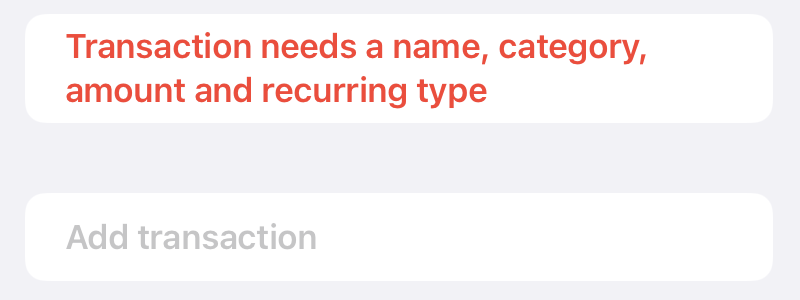 Transaction needs a name, category,
amount and recurring type
Add transaction